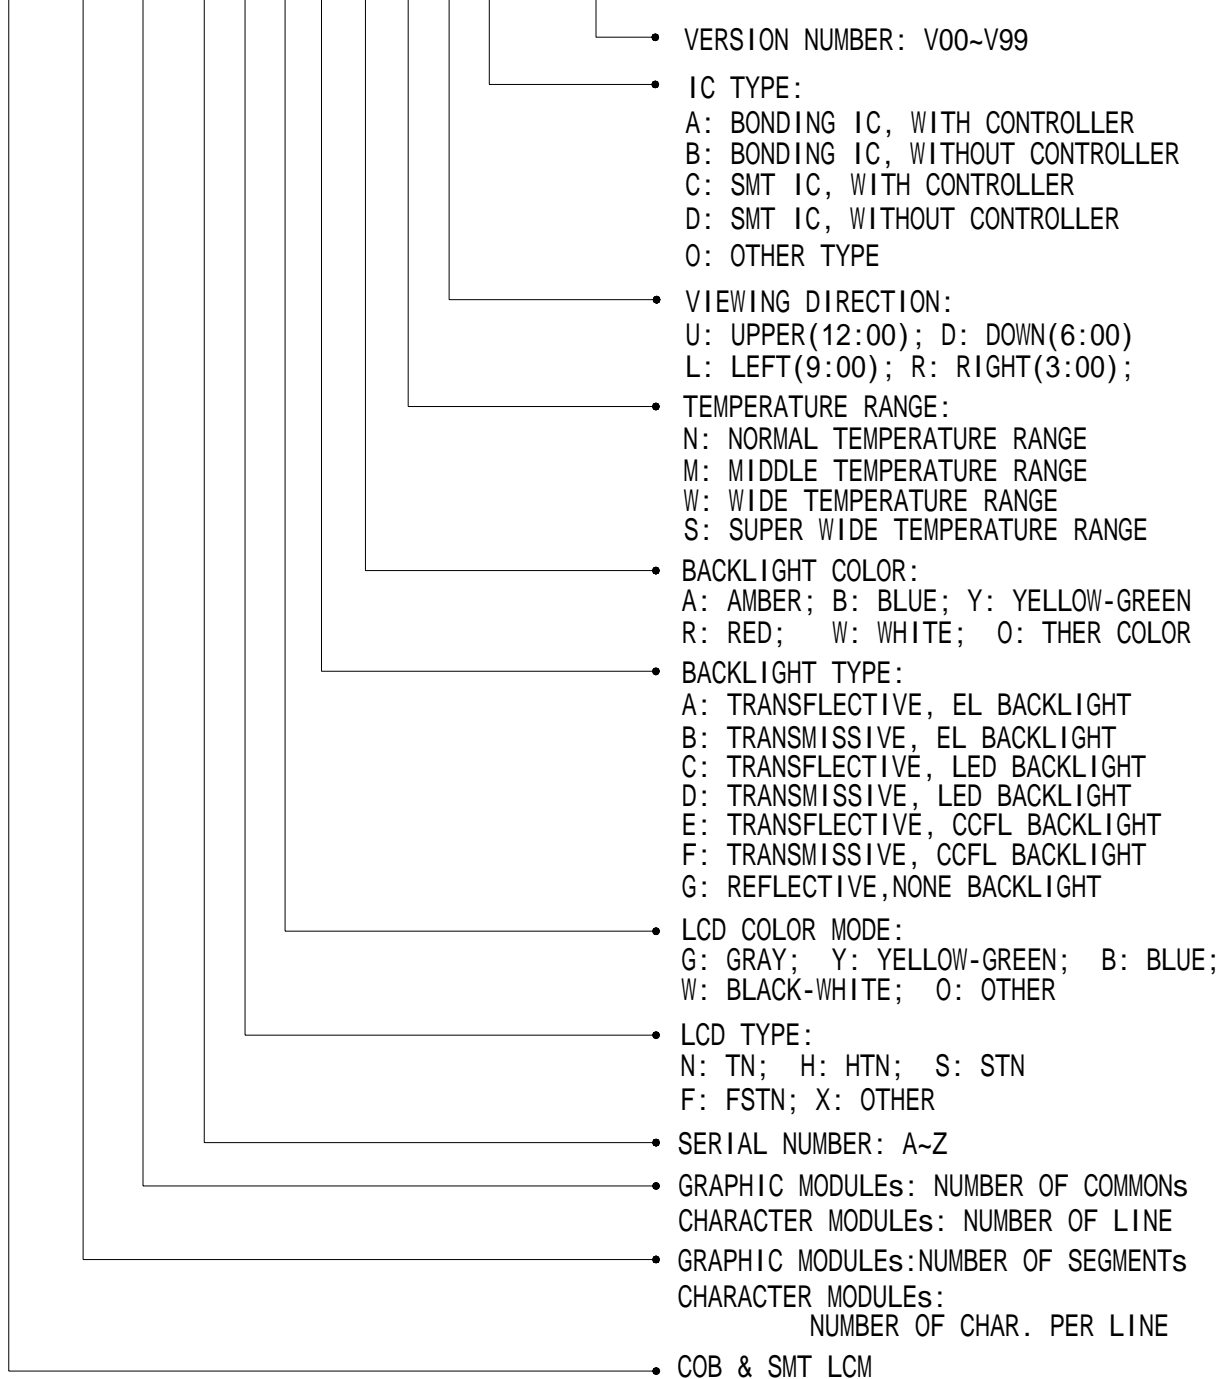 VERSION NUMBER: V00~V99
IC TYPE:
A: BONDING IC, WITH CONTROLLER
B: BONDING IC, WITHOUT CONTROLLER
C: SMT IC, WITH CONTROLLER
D: SMT IC, WITHOUT CONTROLLER
O: OTHER TYPE
VIEWING DIRECTION:
U: UPPER(12:00); D: DOWN(6:00)
L: LEFT(9:00); R: RIGHT(3:00);
TEMPERATURE RANGE:
N: NORMAL TEMPERATURE RANGE
M: MIDDLE TEMPERATURE RANGE
W: WIDE TEMPERATURE RANGE
S: SUPER WIDE TEMPERATURE RANGE
BACKLIGHT COLOR:
A: AMBER; B: BLUE; Y: YELLOW-GREEN
R: RED; W: WHITE; O: THER COLOR
BACKLIGHT TYPE:
A: TRANSFLECTIVE, EL BACKLIGHT
B: TRANSMISSIVE, EL BACKLIGHT
C: TRANSFLECTIVE, LED BACKLIGHT
D: TRANSMISSIVE, LED BACKLIGHT
E: TRANSFLECTIVE, CCFL BACKLIGHT
F: TRANSMISSIVE, CCFL BACKLIGHT
G: REFLECTIVE,NONE BACKLIGHT
LCD COLOR MODE:
G: GRAY; Y: YELLOW-GREEN; B: BLUE;
W: BLACK-WHITE; O: OTHER
LCD TYPE:
N: TN; H: HTN; S: STN
F: FSTN; X: OTHER
SERIAL NUMBER: A~Z
GRAPHIC MODULEs: NUMBER OF COMMONs
CHARACTER MODULEs: NUMBER OF LINE
GRAPHIC MODULEs:NUMBER OF SEGMENTs
CHARACTER MODULEs:
NUMBER OF CHAR. PER LINE
COB & SMT LCM